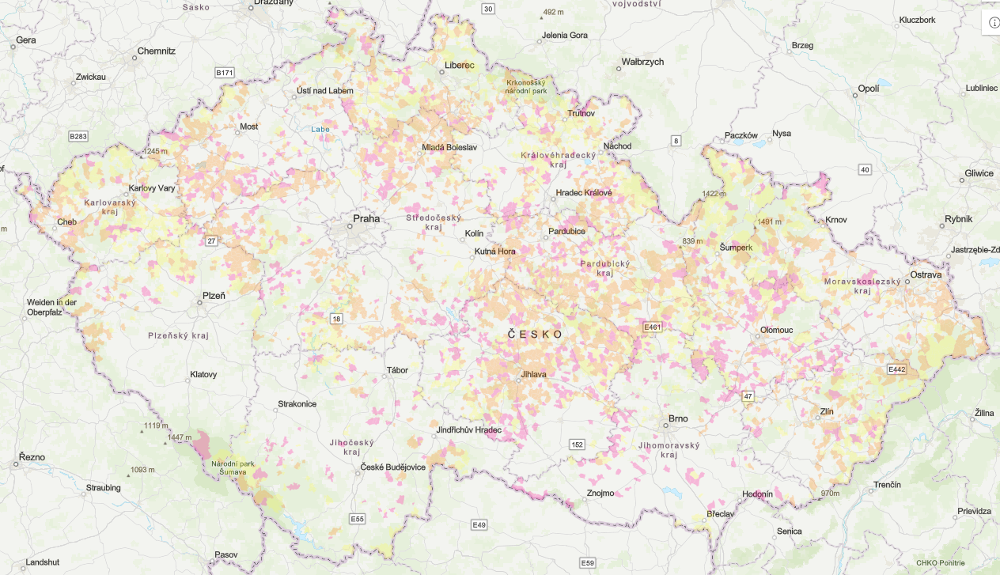 Drážďany
Sasko
30
492 m
vojvodství
Kluczbork
Gera
Jelenia Gora
Brzeg
Chemnitz
Wałbrzych
Liberec
B171
Zwickau
Krkonošský
národní park
Opolí
Lubliniec
Ústí nad Labem
Trutnov
Most
Labe
B283
Paczków
Nysa
8
1245 m
Mladá Boleslav
Náchod
Královéhradecký
kraj
40
Gliwice
Karlovy Vary
Hradec Králové
1422 m
Karlovarský
kraj
Cheb
Praha
Středočeský
kraj
1491 m
Krnov
Rybnik
m
Kolín
Pardubice
27
839 m
Šumperk
Kutná Hora
Jastrzębie-Zd
Pardubický
kraj
Ostrava
Moravskoslezský
kraj
Plzeň
Weiden in der
Oberpfalz
18
E461
Olomouc
Plzeňský kraj
ČESKO
Tábor
Jihlava
E442
Klatovy
47
Strakonice
Zlín
Žilina
Brno
1119 m
1447 m
Jindřichův Hradec
Jihočeský
kraj
152
Jihomoravský
kraj
Řezno
Národní park
Šumava
České Budějovice
1093 m
Straubing
Trenčín
Znojmo
Hodonín
970m
Břeclav
Prievidza
E55
E49
Senica
Pasov
Landshut
E59
CHKO Ponitrie